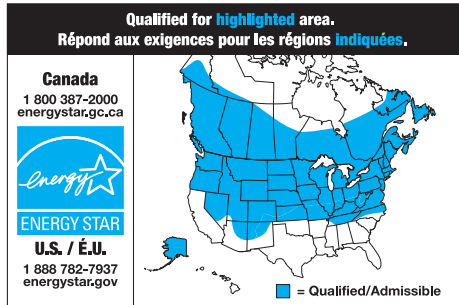 Qualified for highlighted area.
Répond aux exigences pour les régions indiquées.
Canada
1 800 387-2000
energystar.gc.ca
energy
ENERGY STAR
U.S. / É.U.
1 888 782-7937
energystar.gov
= Qualified/Admissible